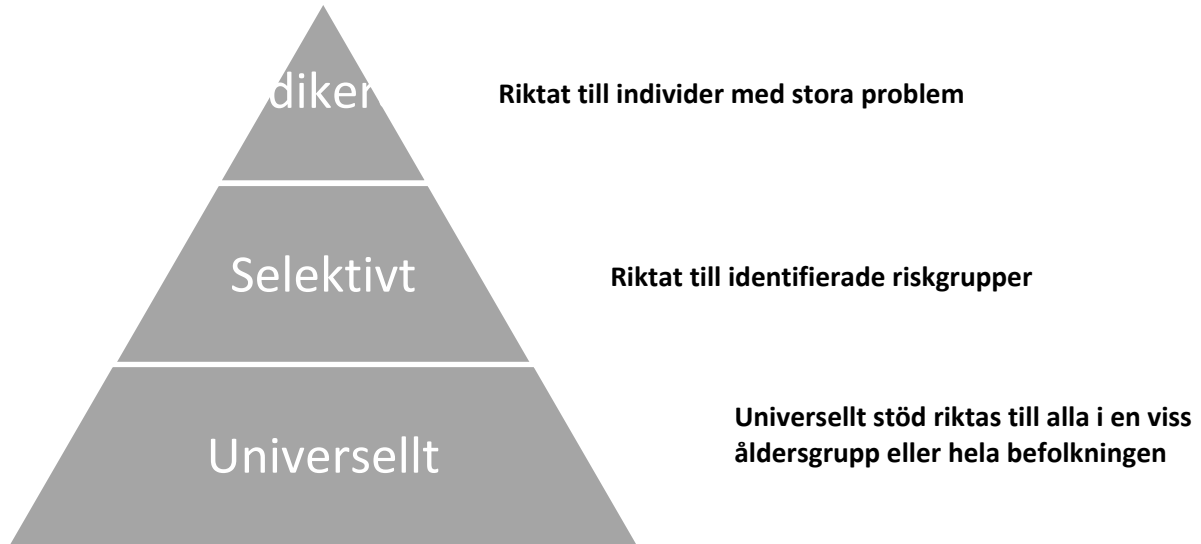 diker
Riktat till individer med stora problem
Selektivt
Riktat till identifierade riskgrupper
Universellt stöd riktas till alla i en viss
åldersgrupp eller hela befolkningen
Universellt